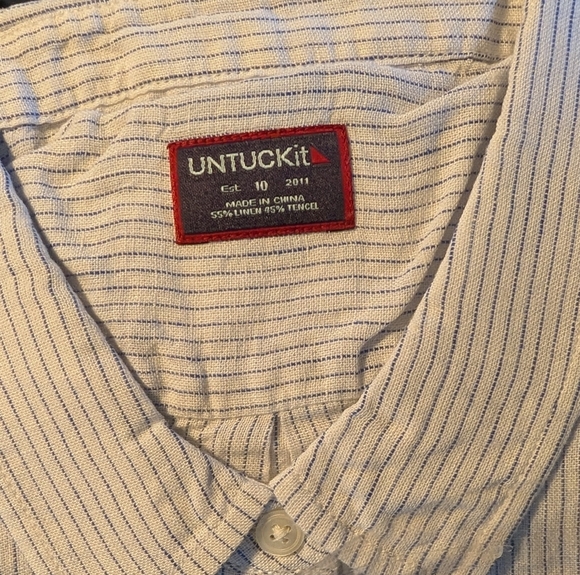 UNTUCKit
Est. 10 2011
MADE IN CHINA
55% LINEN 45% TENCEL